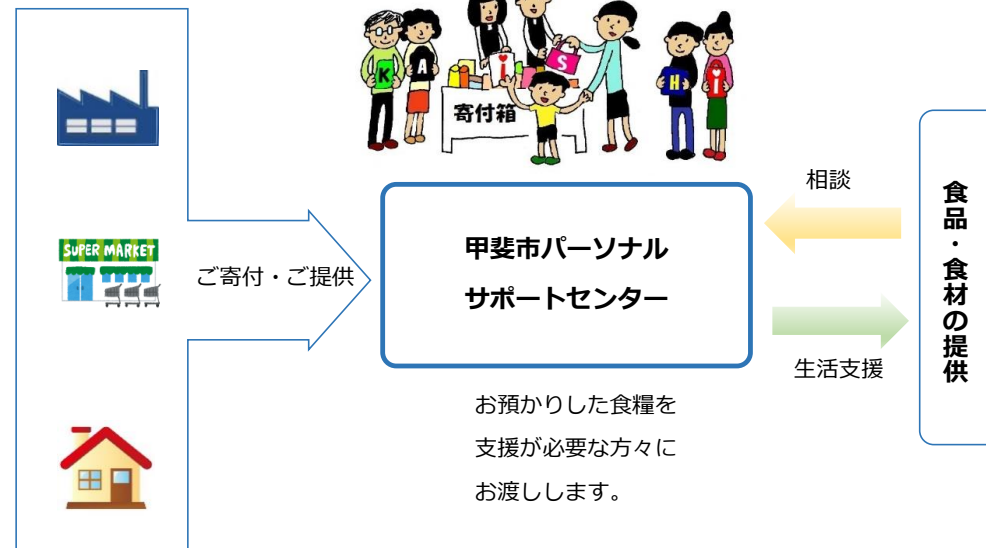 K
A
i
S
H
i
寄付箱
SUPER MARKET
ご寄付・ご提供
甲斐市パーソナル
サポートセンター
お預かりした食糧を
支援が必要な方々に
お渡しします。
相談
生活支援
食品・食材の提供